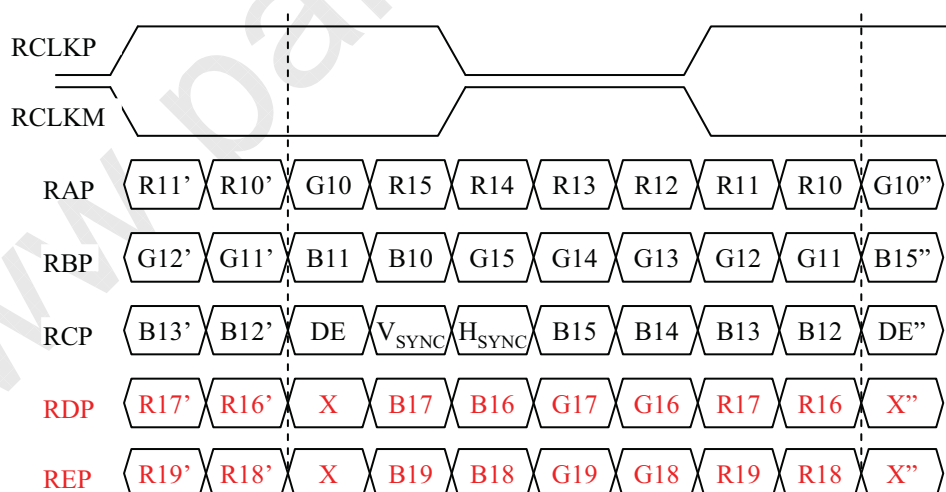 RCLKP
RCLKM
RAP R11’ R10’ G10 R15 R14 R13 R12 R11 R10 G10”
RBP G12’ G11’ B11 B10 G15 G14 G13 G12 G11 B15”
RCP B13’ B12’ DE VSYNC HSYNC B15 B14 B13 B12 DE”
RDP R17’ R16’ X B17 B16 G17 G16 R17 R16 X”
REP R19’ R18’ X B19 B18 G19 G18 R19 R18 X”